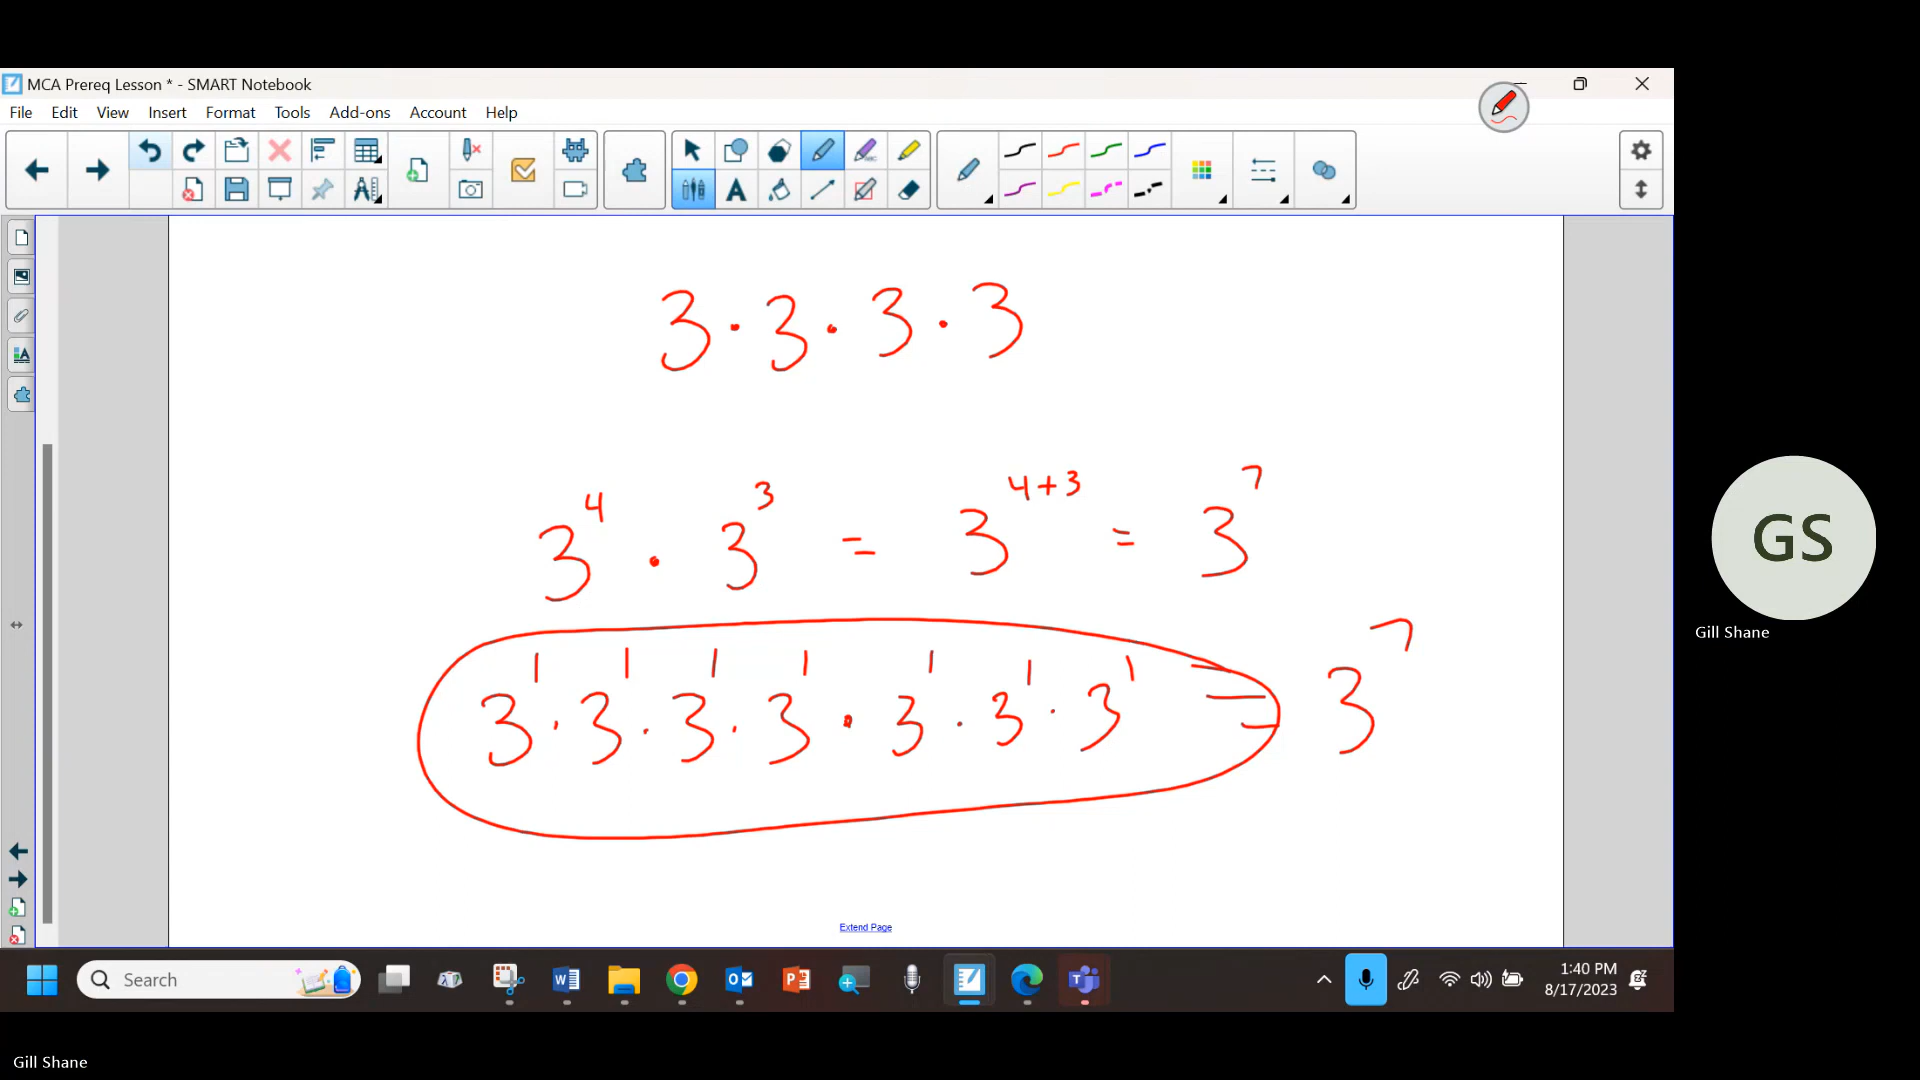 MCA Prereq Lesson * - SMART Notebook
File Edit View Insert Format Tools Add-ons Account Help
3 · 3 · 3 · 3
3⁴ · 3³ = 3⁴⁺³ = 3⁷
3¹ · 3¹ · 3¹ · 3¹ · 3¹ · 3¹ · 3¹ = 3⁷
Extend Page
GS
Gill Shane
Search
1:40 PM
8/17/2023
Gill Shane